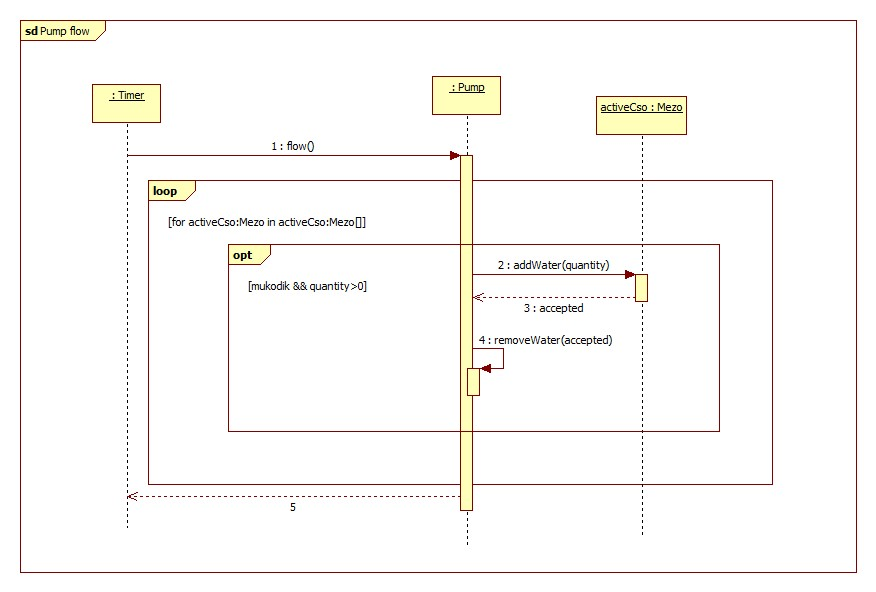 sd Pump flow
: Timer
: Pump
activeCso : Mezo
1 : flow()
loop
[for activeCso:Mezo in activeCso:Mezo[]]
opt
2 : addWater(quantity)
[mukodik && quantity>0]
3 : accepted
4 : removeWater(accepted)
5